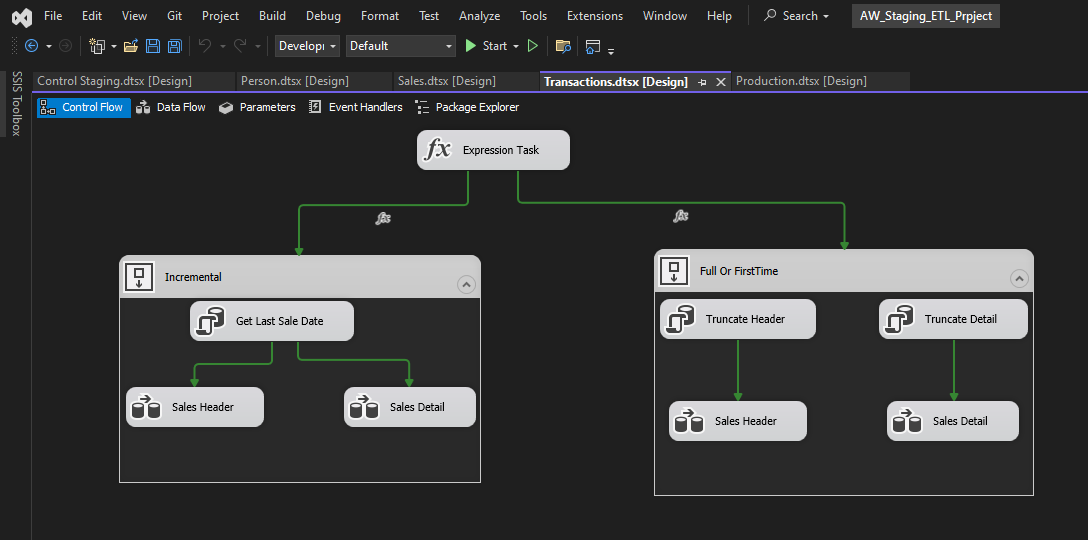 File Edit View Git Project Build Debug Format Test Analyze Tools Extensions Window Help Search AW_Staging_ETL_Prpject
Develop Default Start
SSIS Toolbox
Control Staging.dtsx [Design] Person.dtsx [Design] Sales.dtsx [Design] Transactions.dtsx [Design] Production.dtsx [Design]
Control Flow Data Flow Parameters Event Handlers Package Explorer
fx Expression Task
fx fx
Incremental Full Or FirstTime
Get Last Sale Date Truncate Header Truncate Detail
Sales Header Sales Detail Sales Header Sales Detail